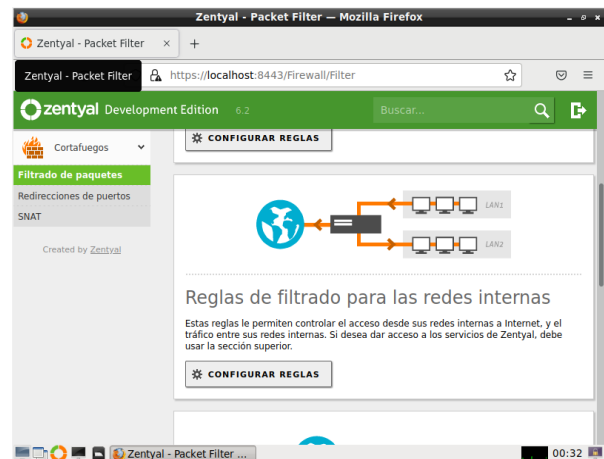 Zentyal - Packet Filter — Mozilla Firefox
Zentyal - Packet Filter × +
Zentyal - Packet Filter https://localhost:8443/Firewall/Filter
zentyal Development Edition 6.2 Buscar...
Cortafuegos
CONFIGURAR REGLAS
Filtrado de paquetes
Redirecciones de puertos
SNAT
Created by Zentyal
LAN1
LAN2
Reglas de filtrado para las redes internas
Estas reglas le permiten controlar el acceso desde sus redes internas a Internet, y el
tráfico entre sus redes internas. Si desea dar acceso a los servicios de Zentyal, debe
usar la sección superior.
CONFIGURAR REGLAS
Zentyal - Packet Filter ...
00:32